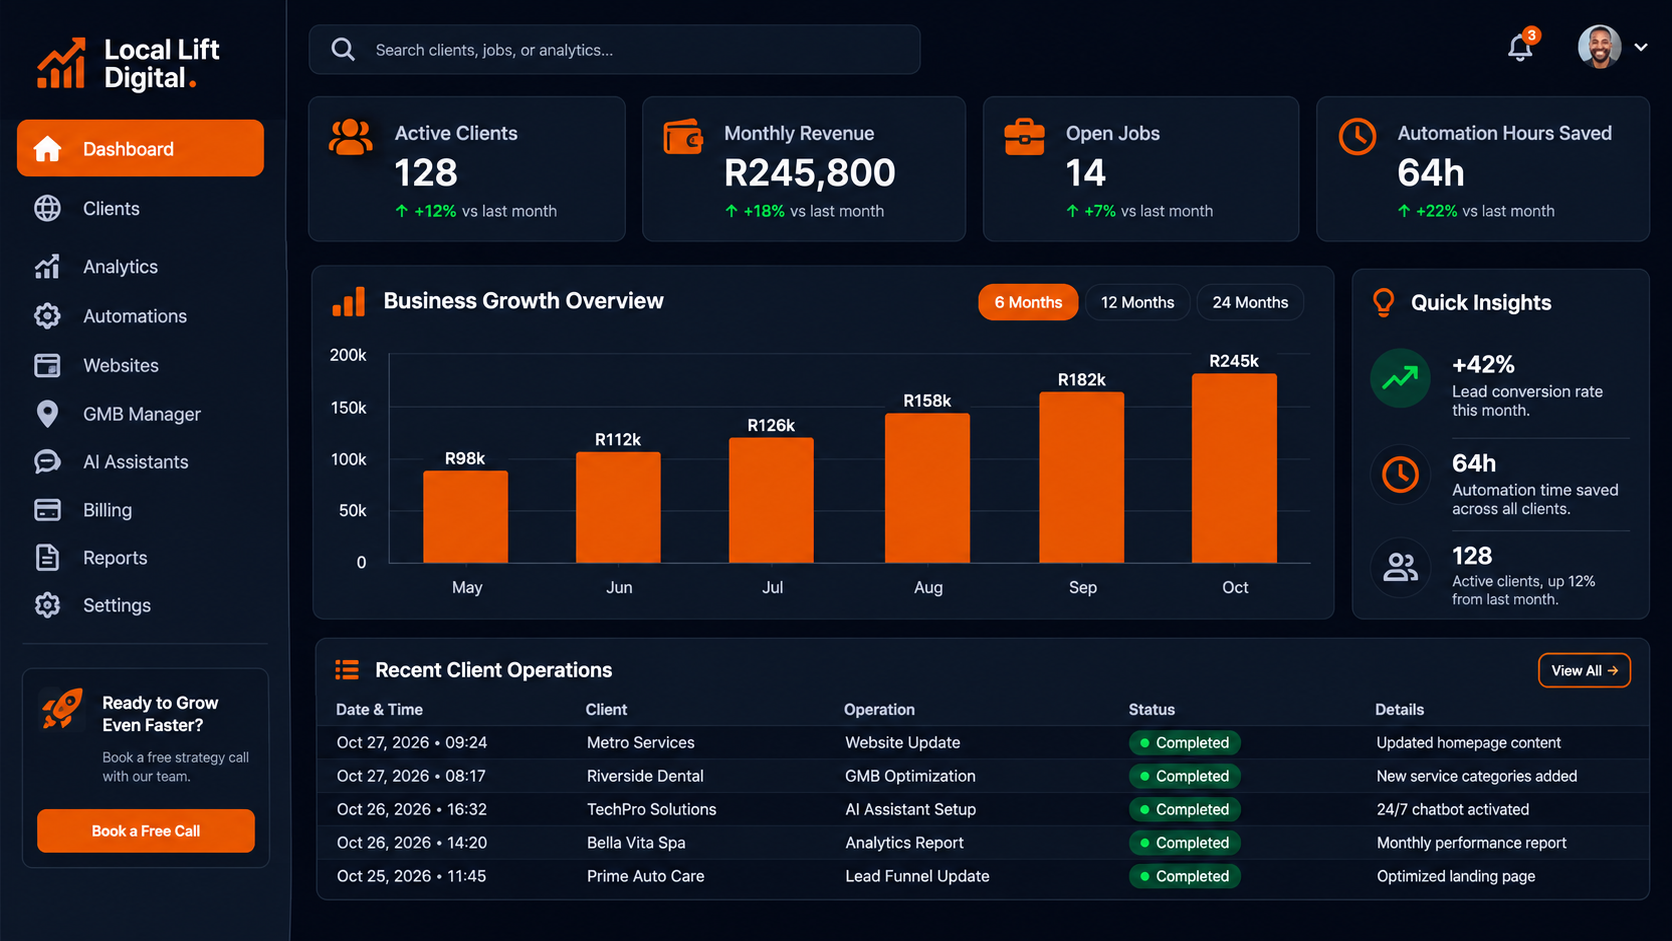 Local Lift
Digital.
Search clients, jobs, or analytics...
3
Dashboard
Clients
Analytics
Automations
Websites
GMB Manager
AI Assistants
Billing
Reports
Settings
Ready to Grow
Even Faster?
Book a free strategy call
with our team.
Book a Free Call
Active Clients
128
↑ +12% vs last month
Monthly Revenue
R245,800
↑ +18% vs last month
Open Jobs
14
↑ +7% vs last month
Automation Hours Saved
64h
↑ +22% vs last month
Business Growth Overview
6 Months 12 Months 24 Months
200k
150k
100k
50k
0
R98k
R112k
R126k
R158k
R182k
R245k
May Jun Jul Aug Sep Oct
Quick Insights
+42%
Lead conversion rate
this month.
64h
Automation time saved
across all clients.
128
Active clients, up 12%
from last month.
Recent Client Operations
View All →
Date & Time Client Operation Status Details
Oct 27, 2026 • 09:24 Metro Services Website Update Completed Updated homepage content
Oct 27, 2026 • 08:17 Riverside Dental GMB Optimization Completed New service categories added
Oct 26, 2026 • 16:32 TechPro Solutions AI Assistant Setup Completed 24/7 chatbot activated
Oct 26, 2026 • 14:20 Bella Vita Spa Analytics Report Completed Monthly performance report
Oct 25, 2026 • 11:45 Prime Auto Care Lead Funnel Update Completed Optimized landing page